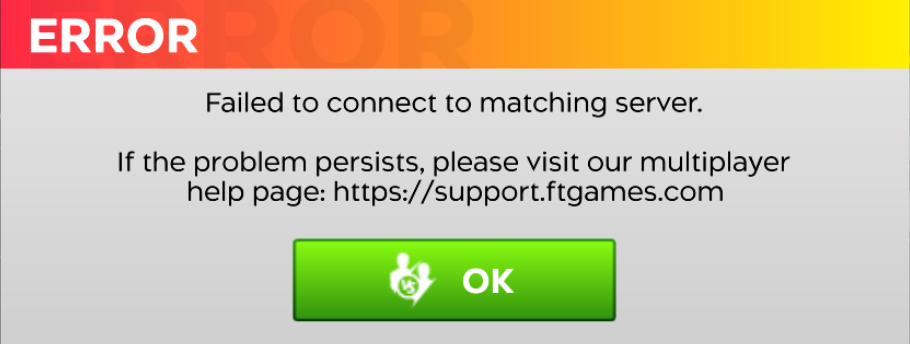 ERROR
Failed to connect to matching server.
If the problem persists, please visit our multiplayer
help page: https://support.ftgames.com
VS OK